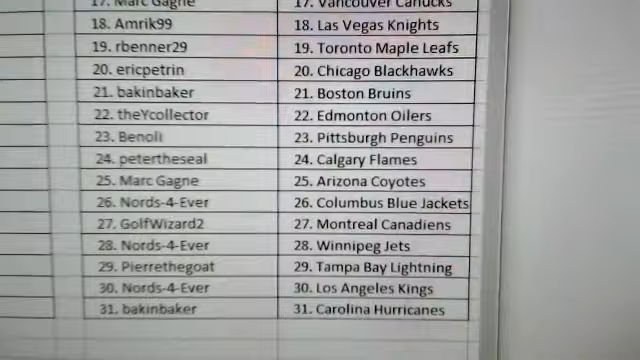 17. Marc Gagne 17. Vancouver Canucks
18. Amrik99 18. Las Vegas Knights
19. rbenner29 19. Toronto Maple Leafs
20. ericpetrin 20. Chicago Blackhawks
21. bakinbaker 21. Boston Bruins
22. theYcollector 22. Edmonton Oilers
23. Benoli 23. Pittsburgh Penguins
24. petertheseal 24. Calgary Flames
25. Marc Gagne 25. Arizona Coyotes
26. Nords-4-Ever 26. Columbus Blue Jackets
27. GolfWizard2 27. Montreal Canadiens
28. Nords-4-Ever 28. Winnipeg Jets
29. Pierrethegoat 29. Tampa Bay Lightning
30. Nords-4-Ever 30. Los Angeles Kings
31. bakinbaker 31. Carolina Hurricanes